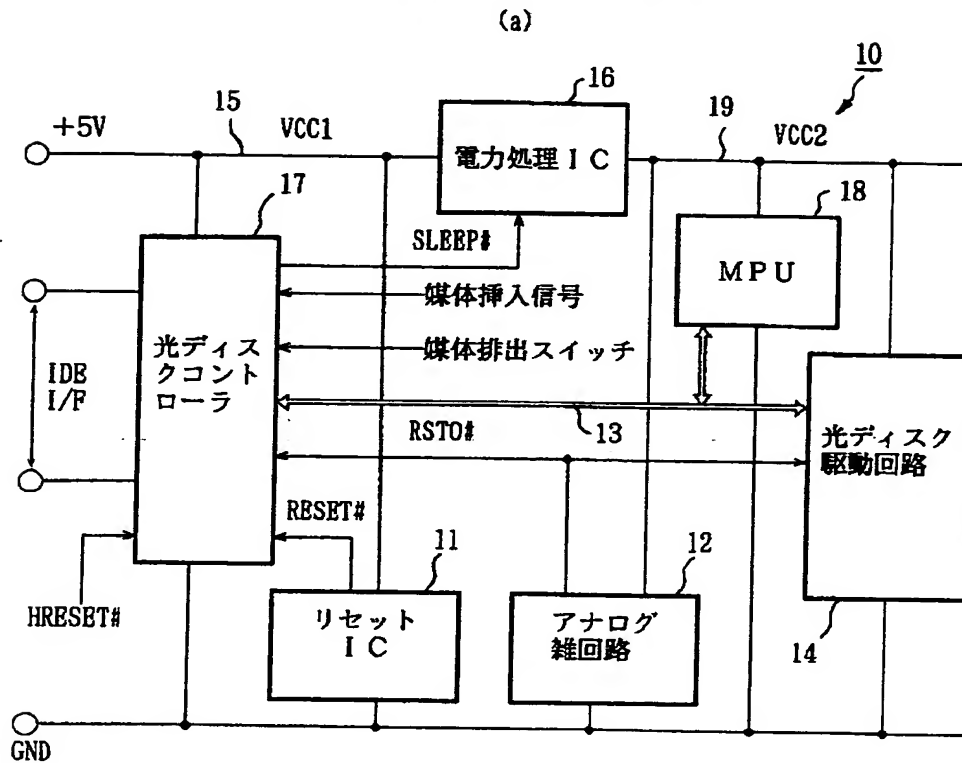 (a)
10
16
+5V
15
VCC1
電力処理IC
19
VCC2
17
18
SLEEP#
MPU
媒体挿入信号
光ディス
クコント
ローラ
媒体排出スイッチ
IDE
I/F
13
RSTO#
光ディスク
駆動回路
RESET#
11
12
HRESET#
リセット
IC
アナログ
雑回路
14
GND